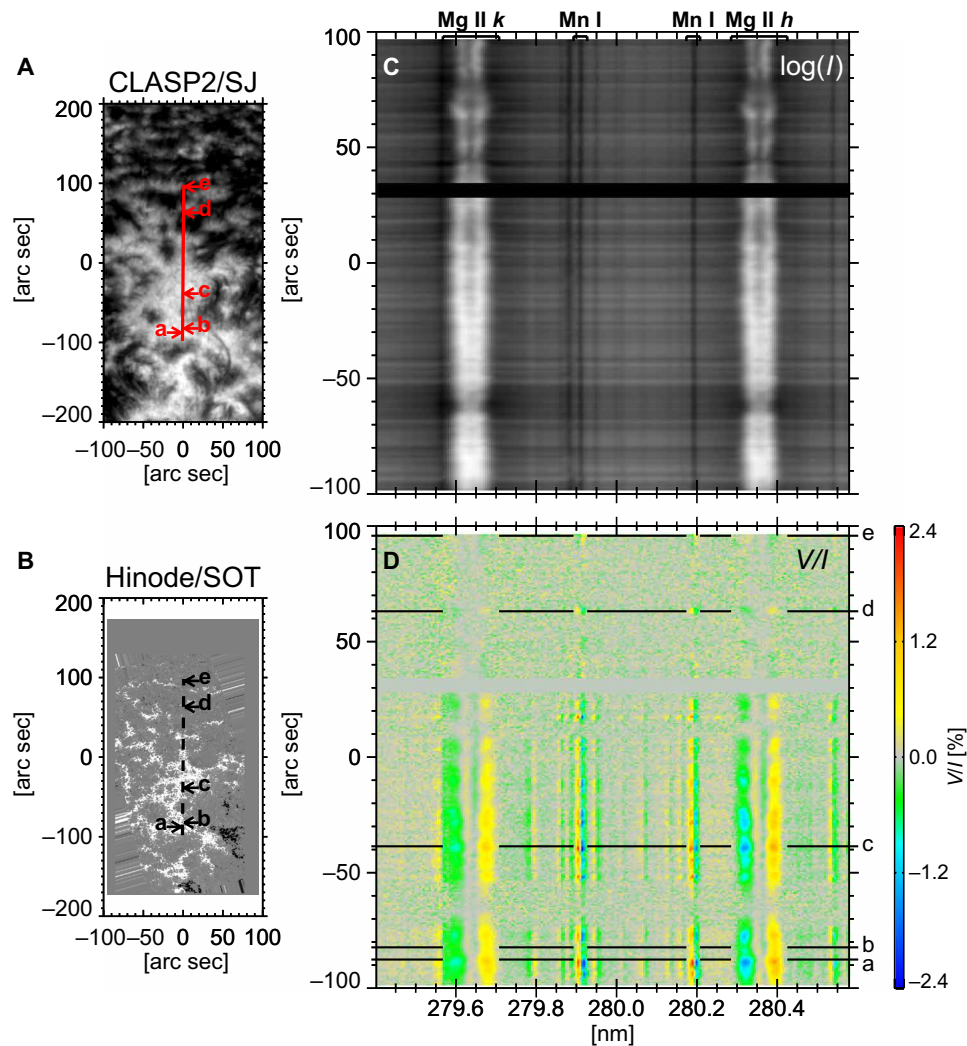 Mg II k Mn I Mn I Mg II h
A
CLASP2/SJ
200
100
0
−100
−200
[arc sec]
e
d
c
a b
−100 −50 0 50 100
[arc sec]
C
log(I)
100
50
0
−50
−100
[arc sec]
B
Hinode/SOT
200
100
0
−100
−200
[arc sec]
e
d
c
a b
−100 −50 0 50 100
[arc sec]
D
V/I
100
50
0
−50
−100
[arc sec]
e
d
c
b
a
279.6 279.8 280.0 280.2 280.4
[nm]
2.4
1.2
0.0
−1.2
−2.4
V/I [%]